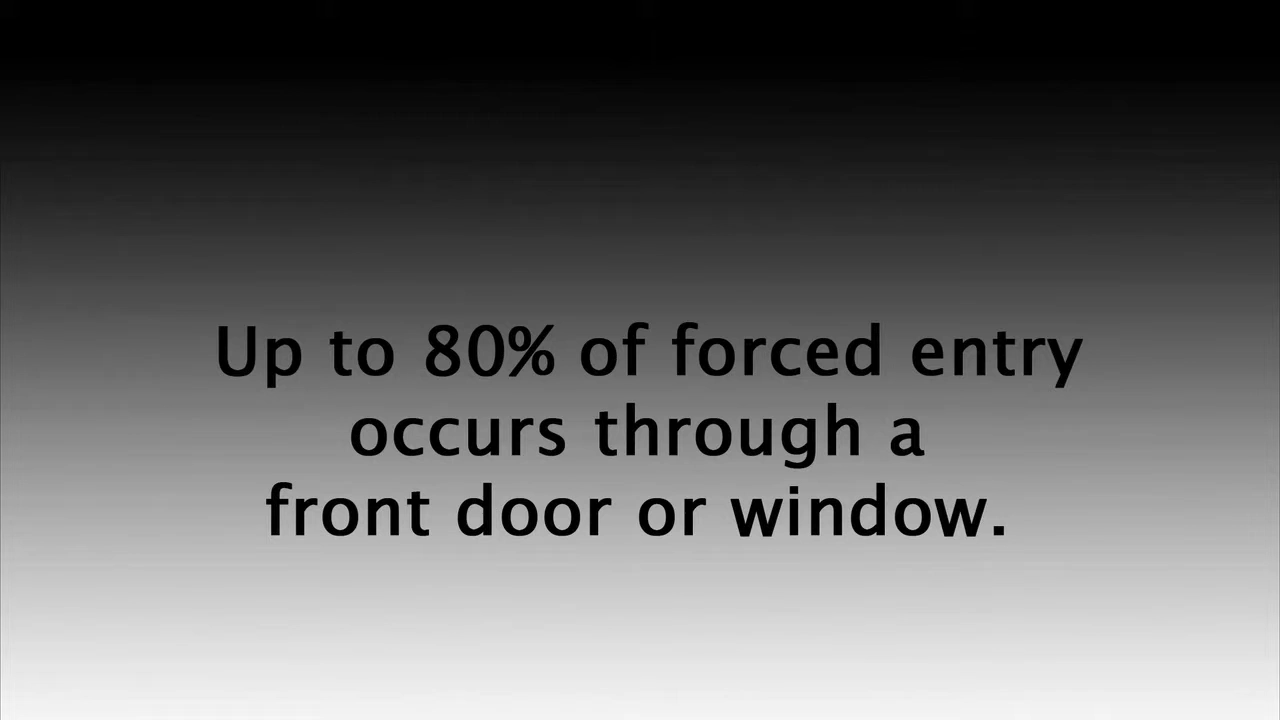 Up to 80% of forced entry
occurs through a
front door or window.